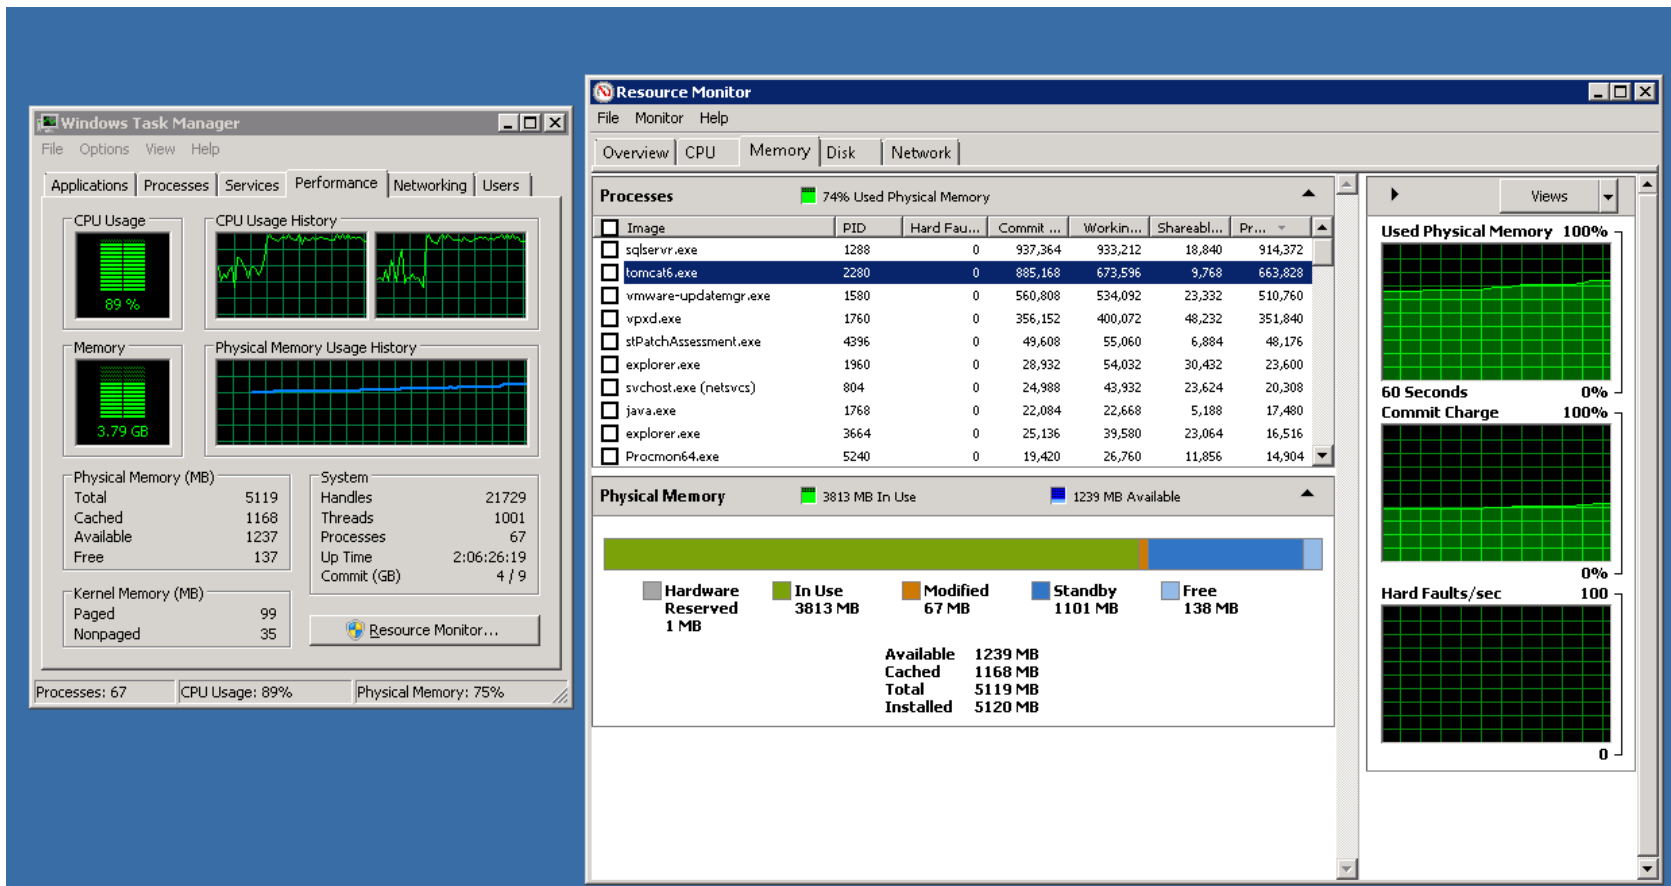 Windows Task Manager
File Options View Help
Applications Processes Services Performance Networking Users
CPU Usage CPU Usage History
89 %
Memory Physical Memory Usage History
3.79 GB
Physical Memory (MB)
Total 5119
Cached 1168
Available 1237
Free 137
Kernel Memory (MB)
Paged 99
Nonpaged 35
System
Handles 21729
Threads 1001
Processes 67
Up Time 2:06:26:19
Commit (GB) 4 / 9
Resource Monitor...
Processes: 67 CPU Usage: 89% Physical Memory: 75%
Resource Monitor
File Monitor Help
Overview CPU Memory Disk Network
Processes 74% Used Physical Memory
Image PID Hard Fau... Commit ... Workin... Shareabl... Pr...
sqlservr.exe 1288 0 937,364 933,212 18,840 914,372
tomcat6.exe 2280 0 885,168 673,596 9,768 663,828
vmware-updatemgr.exe 1580 0 560,808 534,092 23,332 510,760
vpxd.exe 1760 0 356,152 400,072 48,232 351,840
stPatchAssessment.exe 4396 0 49,608 55,060 6,884 48,176
explorer.exe 1960 0 28,932 54,032 30,432 23,600
svchost.exe (netsvcs) 804 0 24,988 43,932 23,624 20,308
java.exe 1768 0 22,084 22,668 5,188 17,480
explorer.exe 3664 0 25,136 39,580 23,064 16,516
Procmon64.exe 5240 0 19,420 26,760 11,856 14,904
Physical Memory 3813 MB In Use 1239 MB Available
Hardware Reserved 1 MB
In Use 3813 MB
Modified 67 MB
Standby 1101 MB
Free 138 MB
Available 1239 MB
Cached 1168 MB
Total 5119 MB
Installed 5120 MB
Views
Used Physical Memory 100%
60 Seconds 0%
Commit Charge 100%
0%
Hard Faults/sec 100
0